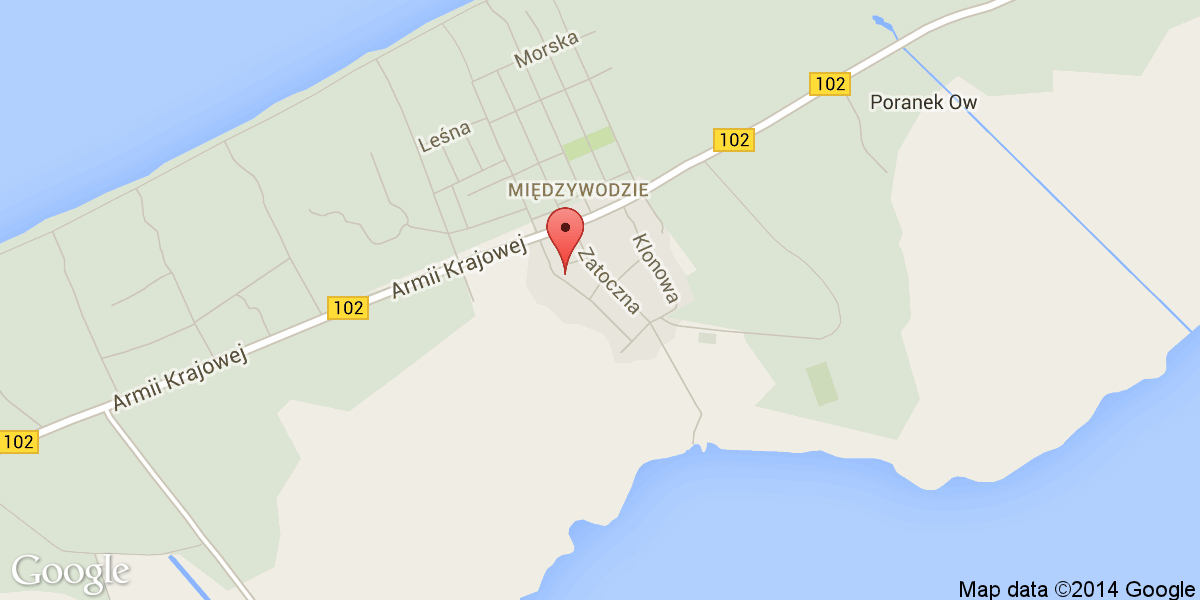 Morska
102
Poranek Ow
Leśna
102
MIĘDZYWODZIE
Armii Krajowej
Zatoczna
Klonowa
102
Armii Krajowej
102
Google
Map data ©2014 Google